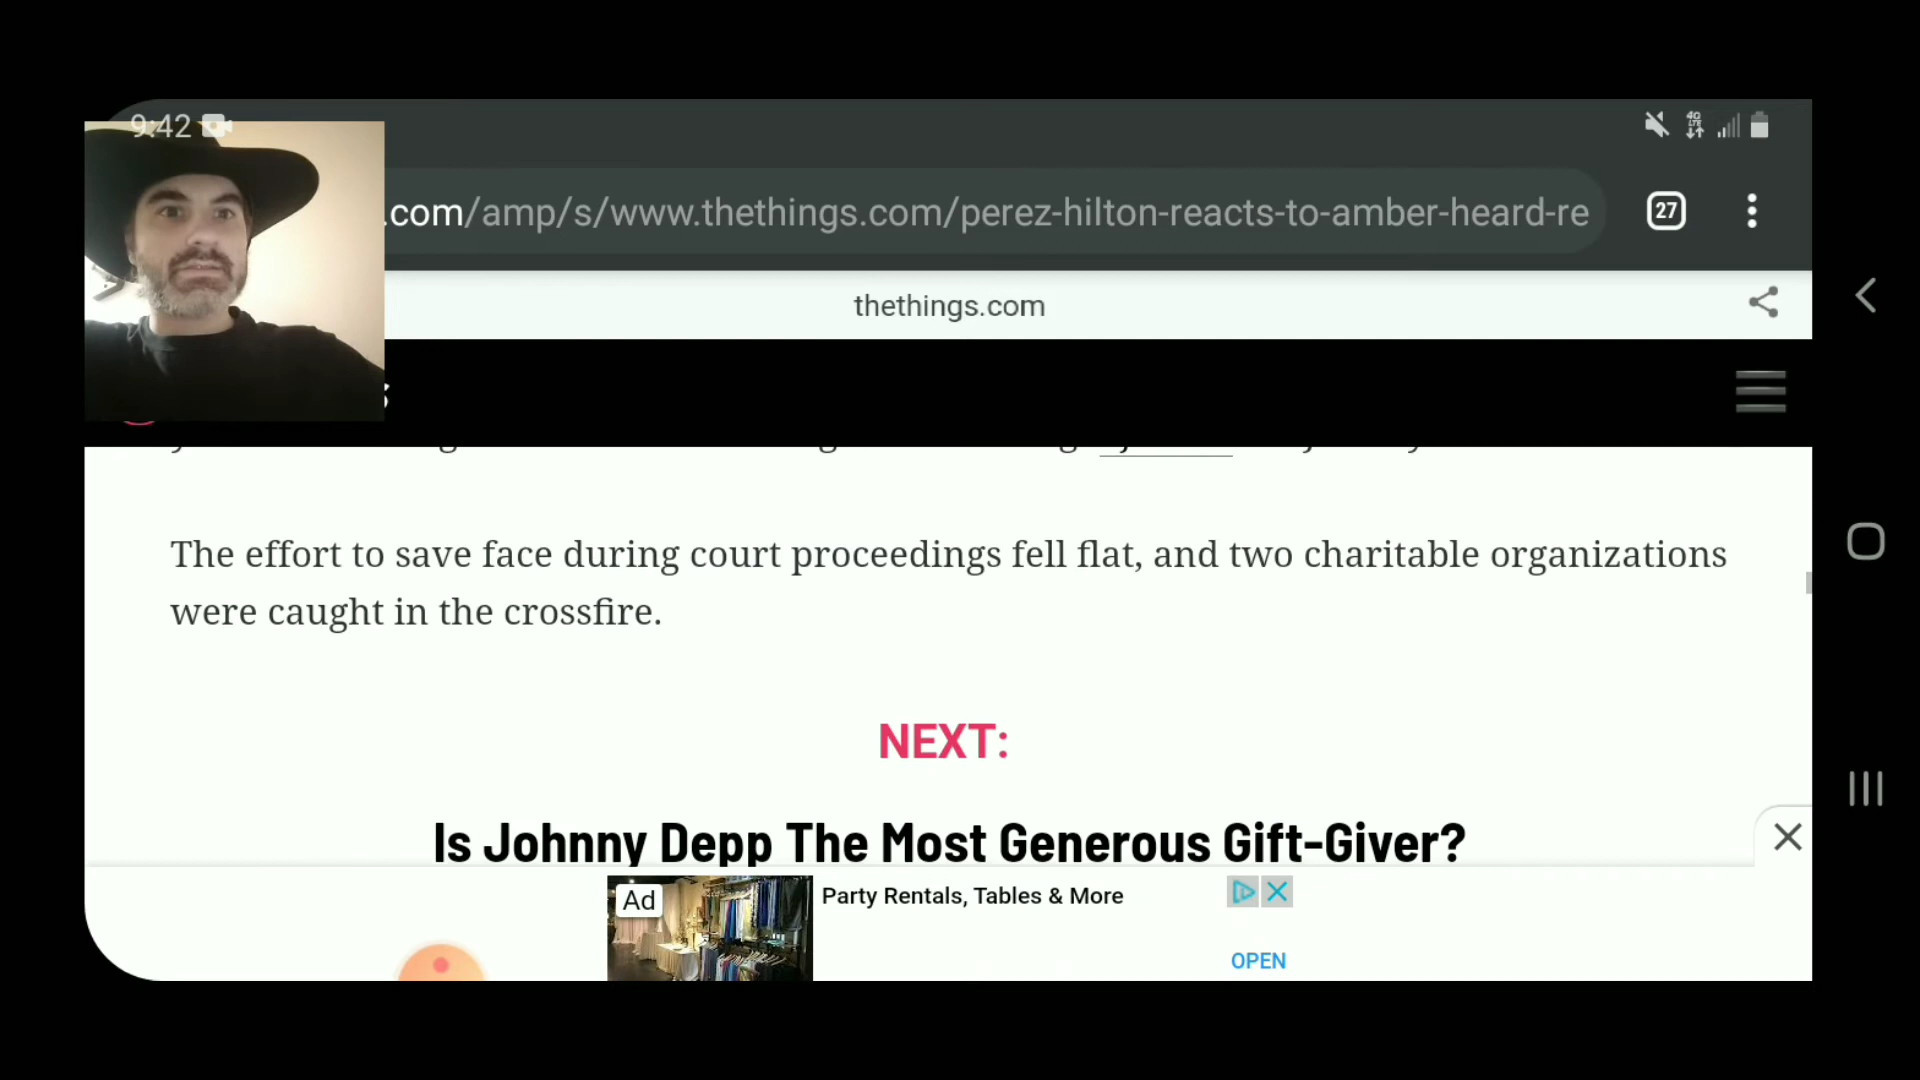 9:42
4G
LTE
.com/amp/s/www.thethings.com/perez-hilton-reacts-to-amber-heard-re
27
thethings.com
The effort to save face during court proceedings fell flat, and two charitable organizations
were caught in the crossfire.
NEXT:
Is Johnny Depp The Most Generous Gift-Giver?
Ad
Party Rentals, Tables & More
OPEN